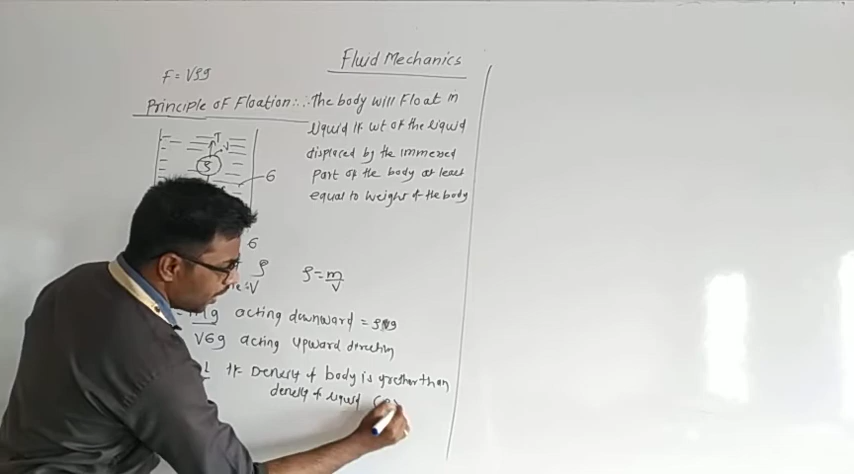 Fluid Mechanics
F = Vρg
Principle of Floation:. The body will Float in
liquid If wt of the liquid
displaced by the immersed
Part of the body at least
equal to weight of the body
T
V
ρ
6
6
ρ
ρ = m/V
V
g acting downward = ρVg
V6g acting upward direction
If Density of body is grether than
density of liquid (ρ)